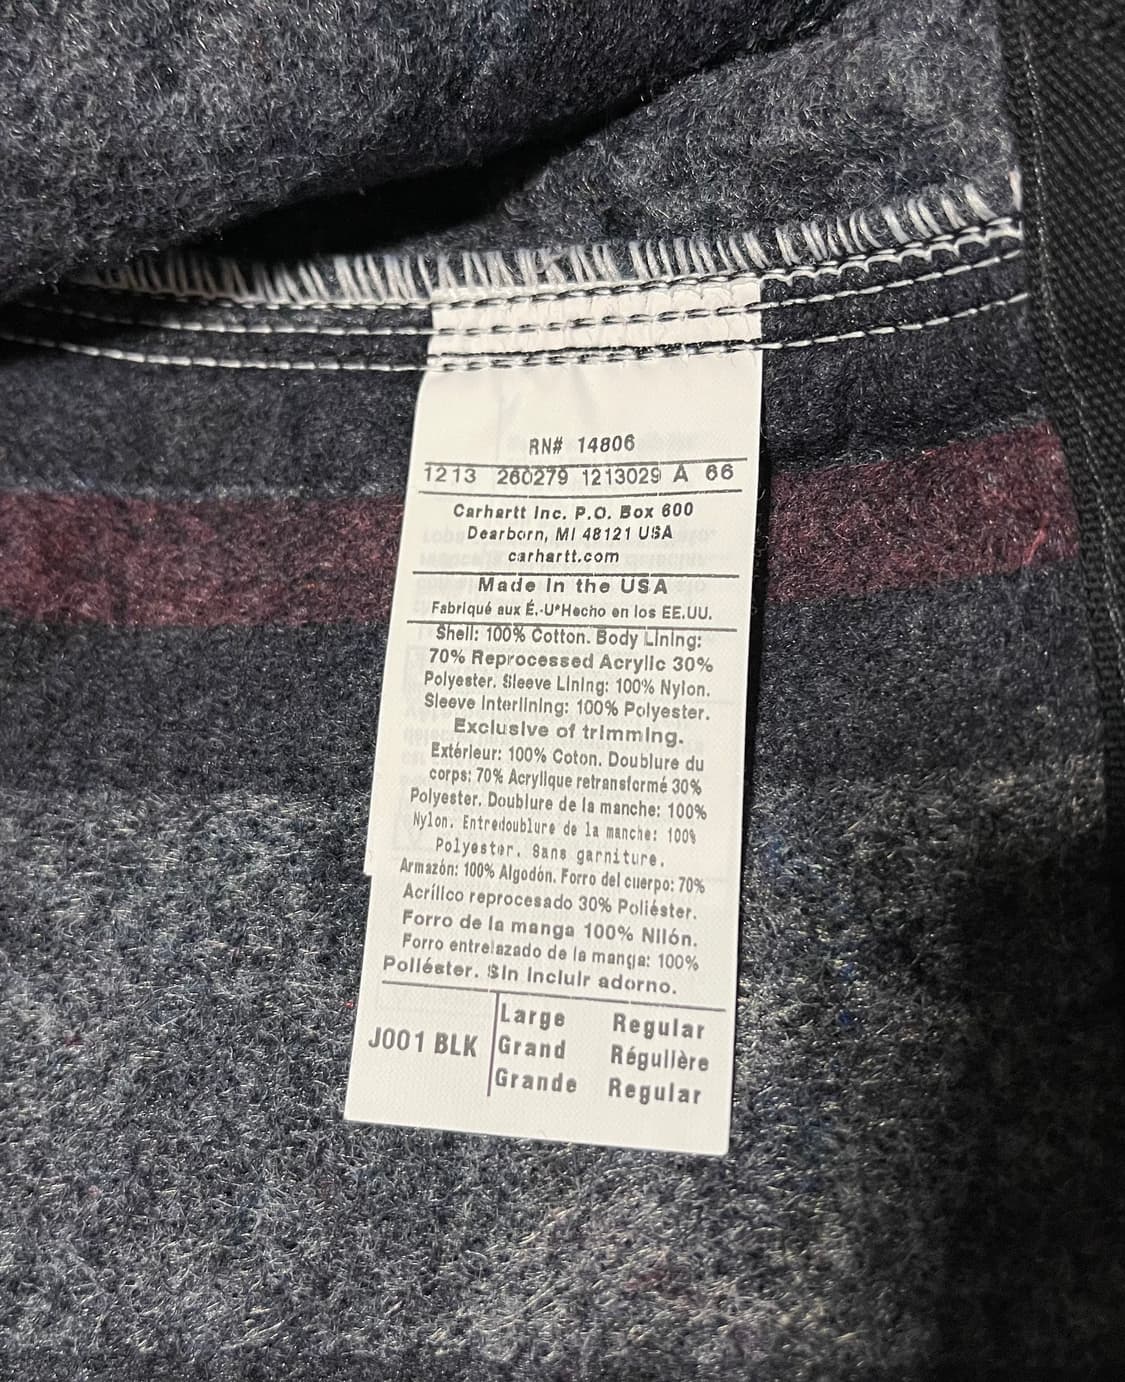 RN# 14806
1213 260279 1213029 A 66
Carhartt Inc. P.O. Box 600
Dearborn, MI 48121 USA
carhartt.com
Made in the USA
Fabriqué aux É.-U*Hecho en los EE.UU.
Shell: 100% Cotton. Body Lining:
70% Reprocessed Acrylic 30%
Polyester. Sleeve Lining: 100% Nylon.
Sleeve Interlining: 100% Polyester.
Exclusive of trimming.
Extérieur: 100% Coton. Doublure du
corps: 70% Acrylique retransformé 30%
Polyester. Doublure de la manche: 100%
Nylon. Entredoublure de la manche: 100%
Polyester. Sans garniture.
Armazón: 100% Algodón. Forro del cuerpo: 70%
Acrílico reprocesado 30% Poliéster.
Forro de la manga 100% Nilón.
Forro entrelazado de la manga: 100%
Poliéster. Sin incluir adorno.
J001 BLK
Large Regular
Grand Régulière
Grande Regular